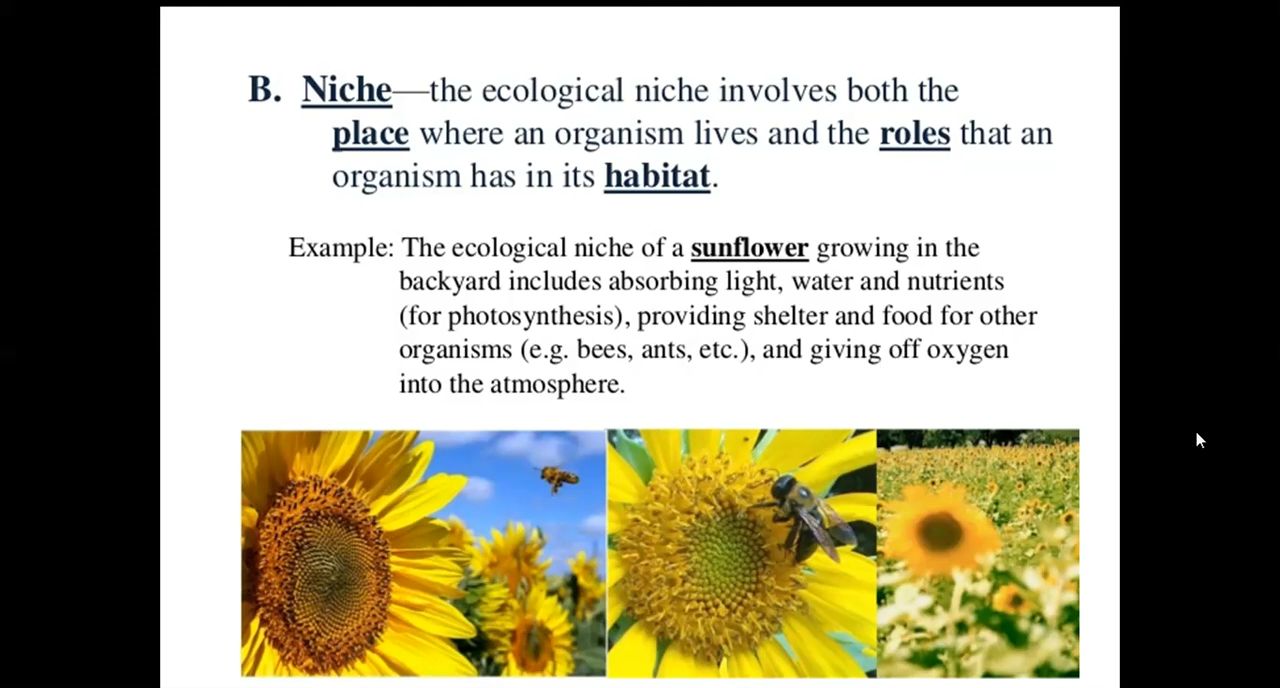 B. Niche—the ecological niche involves both the
place where an organism lives and the roles that an
organism has in its habitat.
Example: The ecological niche of a sunflower growing in the
backyard includes absorbing light, water and nutrients
(for photosynthesis), providing shelter and food for other
organisms (e.g. bees, ants, etc.), and giving off oxygen
into the atmosphere.